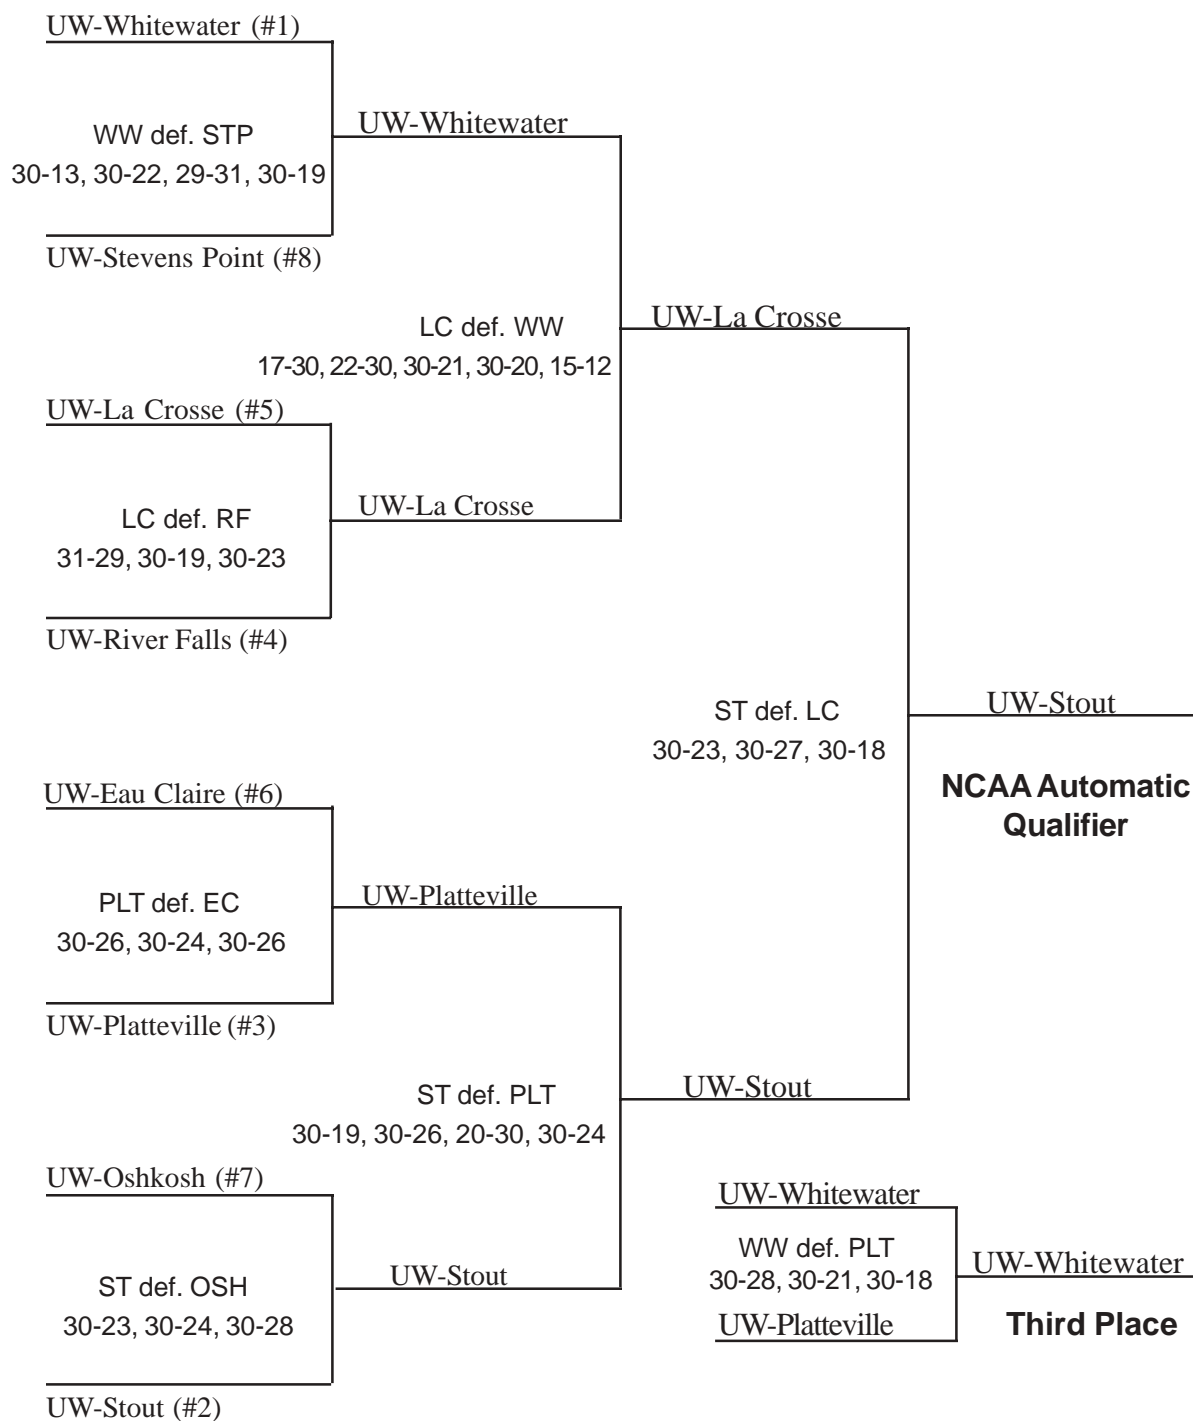 UW-Whitewater (#1)
WW def. STP
30-13, 30-22, 29-31, 30-19
UW-Stevens Point (#8)
UW-Whitewater
LC def. WW
17-30, 22-30, 30-21, 30-20, 15-12
UW-La Crosse (#5)
LC def. RF
31-29, 30-19, 30-23
UW-River Falls (#4)
UW-La Crosse
UW-La Crosse
ST def. LC
30-23, 30-27, 30-18
UW-Stout
NCAA Automatic
Qualifier
UW-Eau Claire (#6)
PLT def. EC
30-26, 30-24, 30-26
UW-Platteville (#3)
UW-Platteville
ST def. PLT
30-19, 30-26, 20-30, 30-24
UW-Stout
UW-Oshkosh (#7)
ST def. OSH
30-23, 30-24, 30-28
UW-Stout (#2)
UW-Stout
UW-Whitewater
WW def. PLT
30-28, 30-21, 30-18
UW-Platteville
UW-Whitewater
Third Place